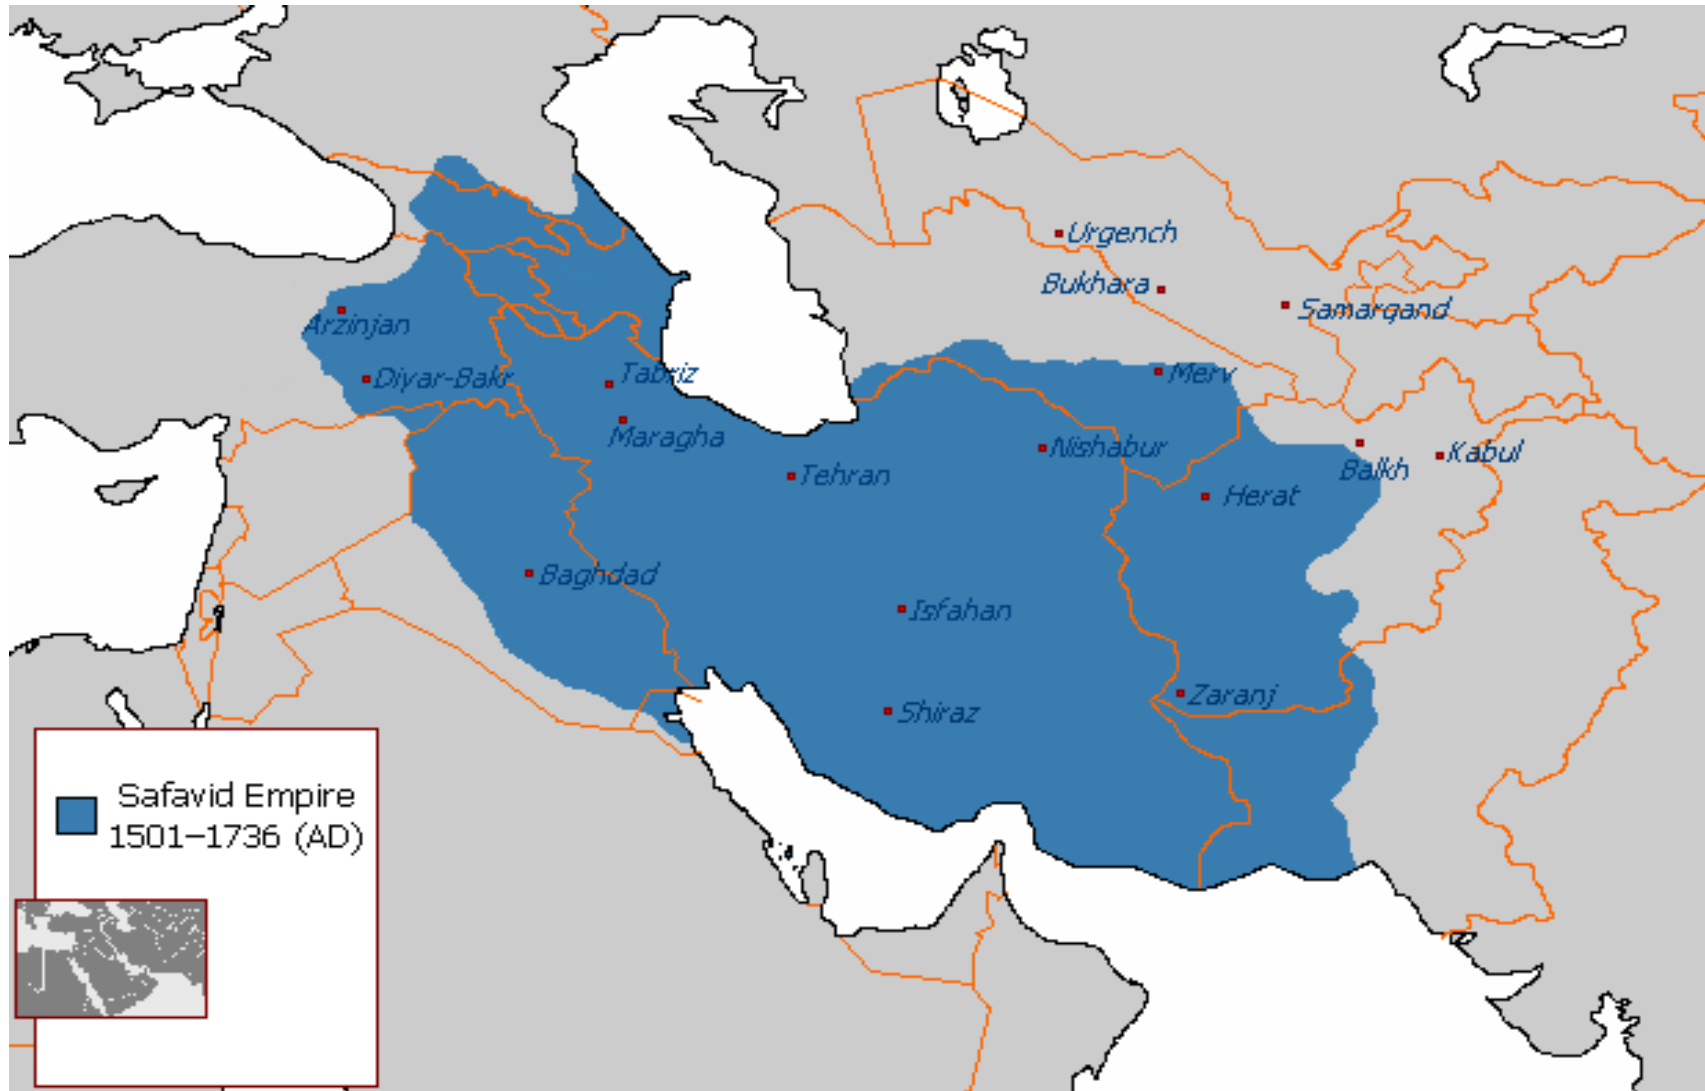 Urgench
Bukhara
Samarqand
Arzinjan
Diyar-Bakr
Tabriz
Merv
Maragha
Nishabur
Tehran
Balkh
Kabul
Herat
Baghdad
Isfahan
Shiraz
Zaranj
Safavid Empire
1501–1736 (AD)